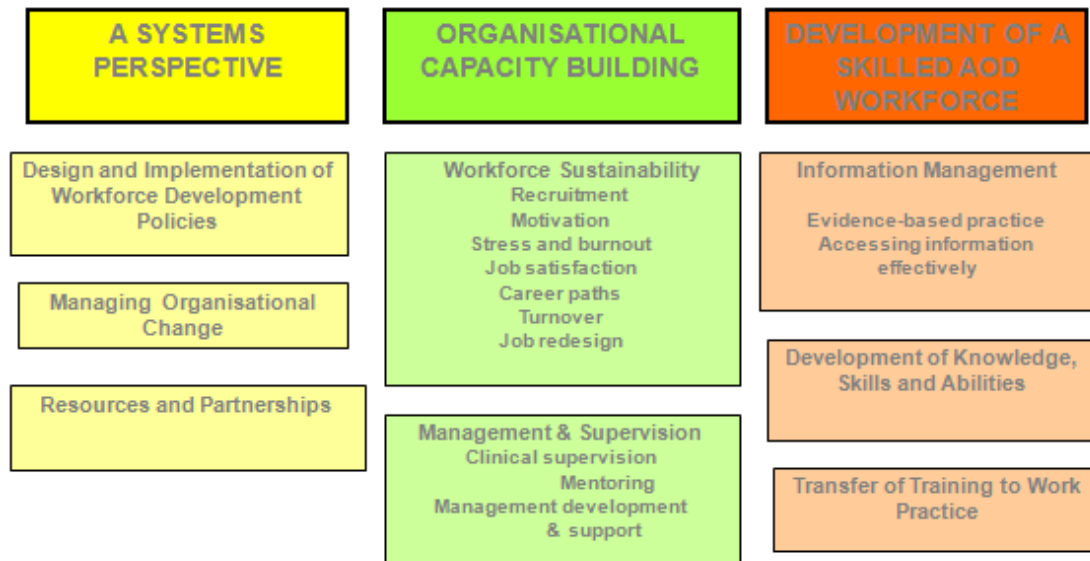 A SYSTEMS
PERSPECTIVE
Design and Implementation of
Workforce Development
Policies
Managing Organisational
Change
Resources and Partnerships
ORGANISATIONAL
CAPACITY BUILDING
Workforce Sustainability
Recruitment
Motivation
Stress and burnout
Job satisfaction
Career paths
Turnover
Job redesign
Management & Supervision
Clinical supervision
Mentoring
Management development
& support
DEVELOPMENT OF A
SKILLED AOD
WORKFORCE
Information Management
Evidence-based practice
Accessing information
effectively
Development of Knowledge,
Skills and Abilities
Transfer of Training to Work
Practice